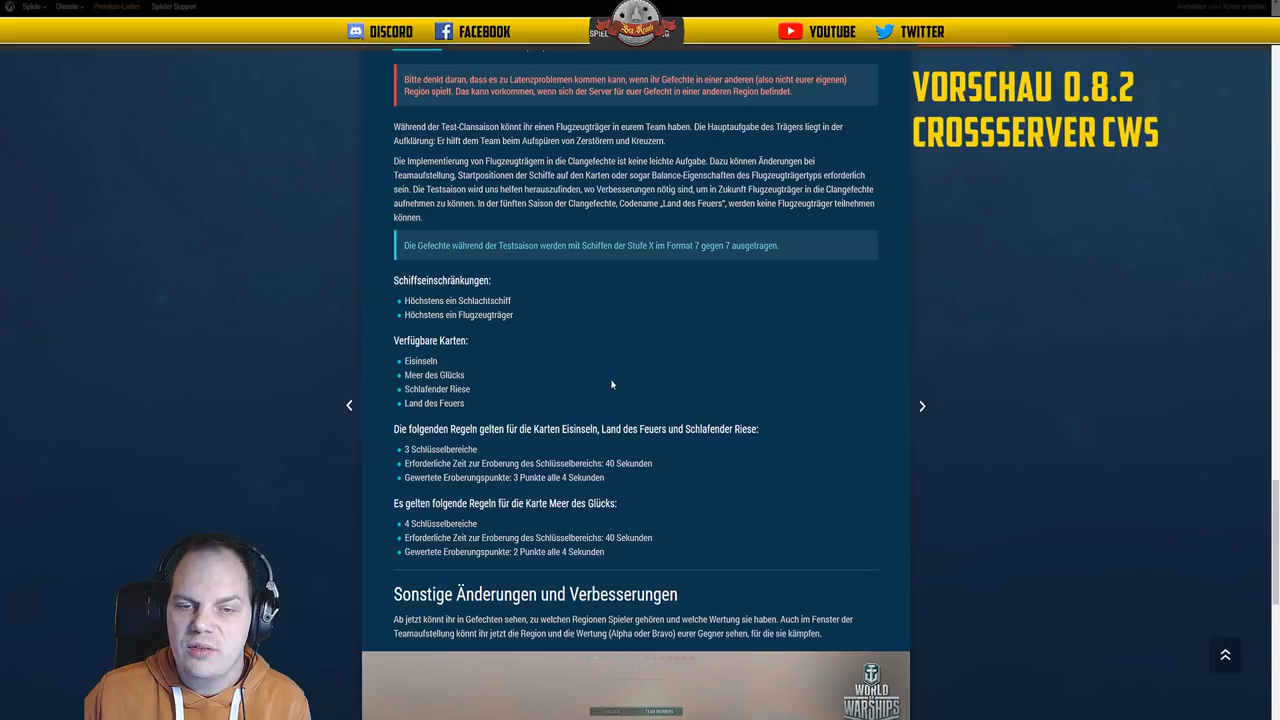 Spiele Dienste Premium-Laden Spieler Support Anmelden oder Konto erstellen
DISCORD FACEBOOK YOUTUBE TWITTER
VORSCHAU 0.8.2
CROSSSERVER CWS
Bitte denkt daran, dass es zu Latenzproblemen kommen kann, wenn ihr Gefechte in einer anderen (also nicht eurer eigenen)
Region spielt. Das kann vorkommen, wenn sich der Server für euer Gefecht in einer anderen Region befindet.
Während der Test-Clansaison könnt ihr einen Flugzeugträger in eurem Team haben. Die Hauptaufgabe des Trägers liegt in der
Aufklärung: Er hilft dem Team beim Aufspüren von Zerstörern und Kreuzern.
Die Implementierung von Flugzeugträgern in die Clangefechte ist keine leichte Aufgabe. Dazu können Änderungen bei
Teamaufstellung, Startpositionen der Schiffe auf den Karten oder sogar Balance-Eigenschaften des Flugzeugträgertyps erforderlich
sein. Die Testsaison wird uns helfen herauszufinden, wo Verbesserungen nötig sind, um in Zukunft Flugzeugträger in die Clangefechte
aufnehmen zu können. In der fünften Saison der Clangefechte, Codename „Land des Feuers“, werden keine Flugzeugträger teilnehmen
können.
Die Gefechte während der Testsaison werden mit Schiffen der Stufe X im Format 7 gegen 7 ausgetragen.
Schiffseinschränkungen:
Höchstens ein Schlachtschiff
Höchstens ein Flugzeugträger
Verfügbare Karten:
Eisinseln
Meer des Glücks
Schlafender Riese
Land des Feuers
Die folgenden Regeln gelten für die Karten Eisinseln, Land des Feuers und Schlafender Riese:
3 Schlüsselbereiche
Erforderliche Zeit zur Eroberung des Schlüsselbereichs: 40 Sekunden
Gewertete Eroberungspunkte: 3 Punkte alle 4 Sekunden
Es gelten folgende Regeln für die Karte Meer des Glücks:
4 Schlüsselbereiche
Erforderliche Zeit zur Eroberung des Schlüsselbereichs: 40 Sekunden
Gewertete Eroberungspunkte: 2 Punkte alle 4 Sekunden
Sonstige Änderungen und Verbesserungen
Ab jetzt könnt ihr in Gefechten sehen, zu welchen Regionen Spieler gehören und welche Wertung sie haben. Auch im Fenster der
Teamaufstellung könnt ihr jetzt die Region und die Wertung (Alpha oder Bravo) eurer Gegner sehen, für die sie kämpfen.
WORLD
OF
WARSHIPS